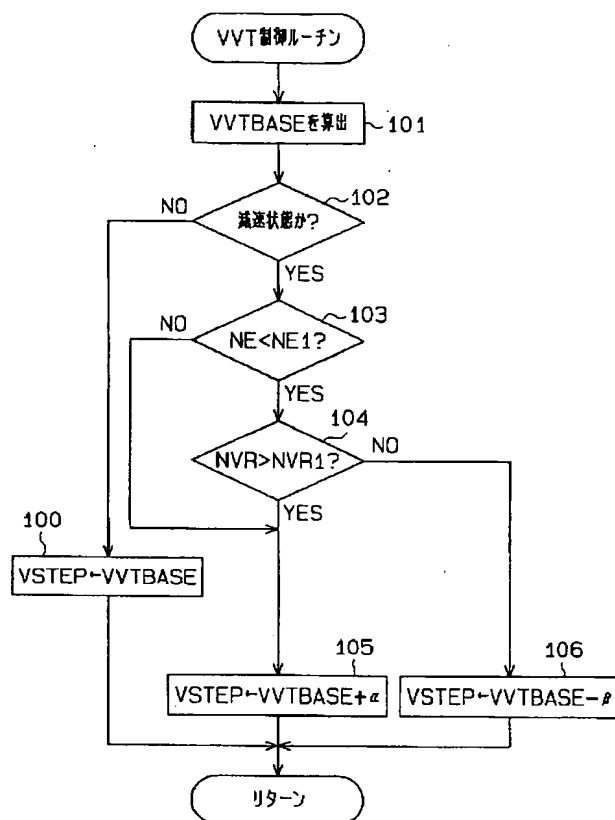 VVT制御ルーチン
VVTBASEを算出
101
102
減速状態か?
NO
YES
103
NE<NE1?
NO
YES
104
NVR>NVR1?
NO
YES
100
VSTEP←VVTBASE
105
VSTEP←VVTBASE+α
106
VSTEP←VVTBASE-β
リターン